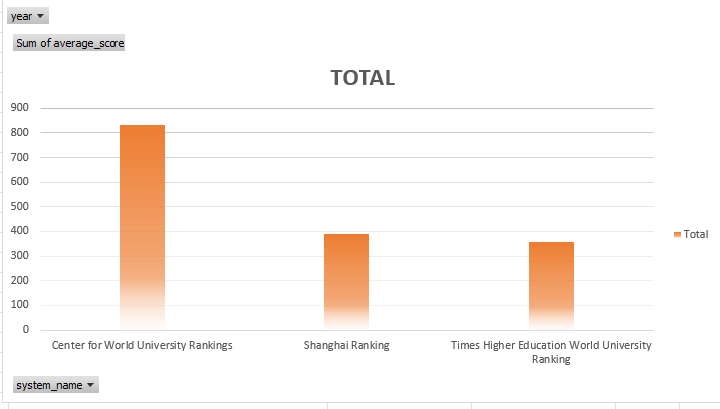 year
Sum of average_score
TOTAL
900
800
700
600
500
400
300
200
100
0
Total
Center for World University Rankings
Shanghai Ranking
Times Higher Education World University
Ranking
system_name